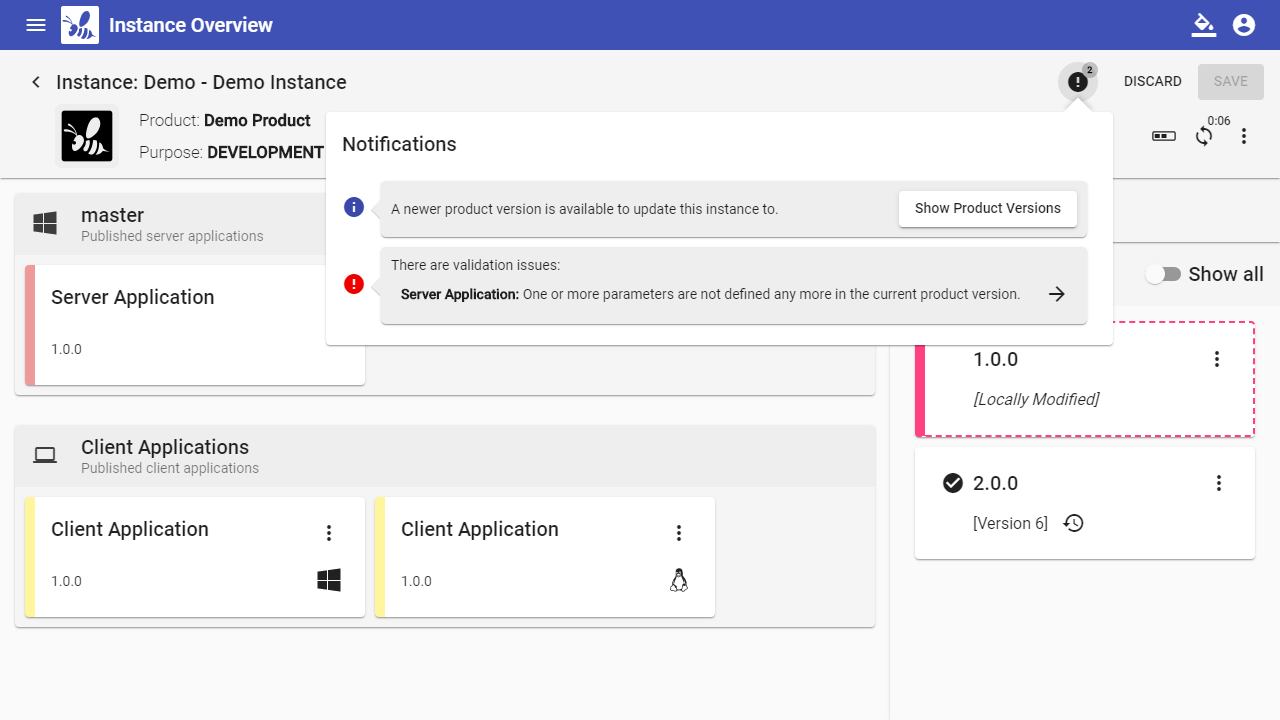 Instance Overview
Instance: Demo - Demo Instance
2
DISCARD
SAVE
Product: Demo Product
Purpose: DEVELOPMENT
0:06
Notifications
A newer product version is available to update this instance to.
Show Product Versions
There are validation issues:
Server Application: One or more parameters are not defined any more in the current product version.
master
Published server applications
Server Application
1.0.0
Show all
1.0.0
[Locally Modified]
2.0.0
[Version 6]
Client Applications
Published client applications
Client Application
1.0.0
Client Application
1.0.0